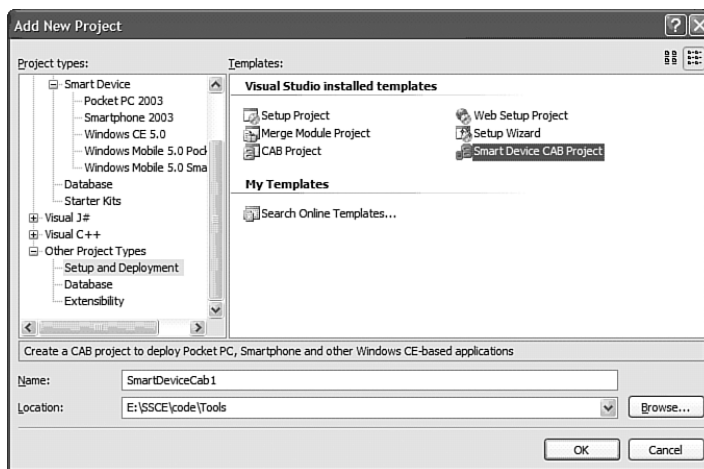 Add New Project
Project types:
Templates:
Smart Device
Pocket PC 2003
Smartphone 2003
Windows CE 5.0
Windows Mobile 5.0 Pock
Windows Mobile 5.0 Sma
Database
Starter Kits
Visual J#
Visual C++
Other Project Types
Setup and Deployment
Database
Extensibility
Visual Studio installed templates
Setup Project
Web Setup Project
Merge Module Project
Setup Wizard
CAB Project
Smart Device CAB Project
My Templates
Search Online Templates...
Create a CAB project to deploy Pocket PC, Smartphone and other Windows CE-based applications
Name:
SmartDeviceCab1
Location:
E:\SSCE\code\Tools
Browse...
OK
Cancel